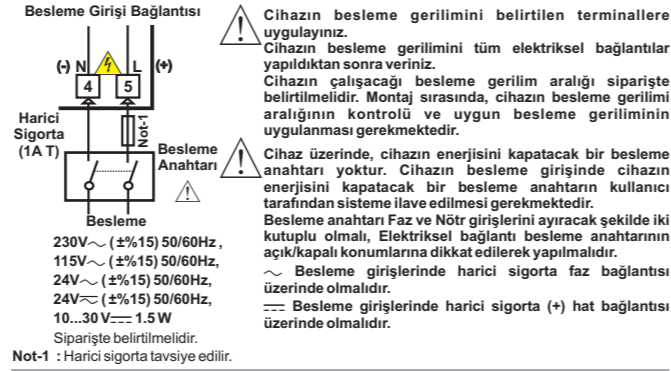 Besleme Girişi Bağlantısı
(-) N L (+)
4 5
Harici
Sigorta
(1A T)
Not-1
Besleme
Anahtarı
Besleme
230V∼ ( ±%15) 50/60Hz ,
115V∼ ( ±%15) 50/60Hz,
24V∼ ( ±%15) 50/60Hz,
24V⏦ ( ±%15) 50/60Hz,
10...30 V⎓ 1.5 W
Siparişte belirtilmelidir.
Not-1 : Harici sigorta tavsiye edilir.
Cihazın besleme gerilimini belirtilen terminallere
uygulayınız.
Cihazın besleme gerilimini tüm elektriksel bağlantılar
yapıldıktan sonra veriniz.
Cihazın çalışacağı besleme gerilim aralığı siparişte
belirtilmelidir. Montaj sırasında, cihazın besleme gerilimi
aralığının kontrolü ve uygun besleme geriliminin
uygulanması gerekmektedir.
Cihaz üzerinde, cihazın enerjisini kapatacak bir besleme
anahtarı yoktur. Cihazın besleme girişinde cihazın
enerjisini kapatacak bir besleme anahtarın kullanıcı
tarafından sisteme ilave edilmesi gerekmektedir.
Besleme anahtarı Faz ve Nötr girişlerini ayıracak şekilde iki
kutuplu olmalı, Elektriksel bağlantı besleme anahtarının
açık/kapalı konumlarına dikkat edilerek yapılmalıdır.
∼ Besleme girişlerinde harici sigorta faz bağlantısı
üzerinde olmalıdır.
⎓ Besleme girişlerinde harici sigorta (+) hat bağlantısı
üzerinde olmalıdır.